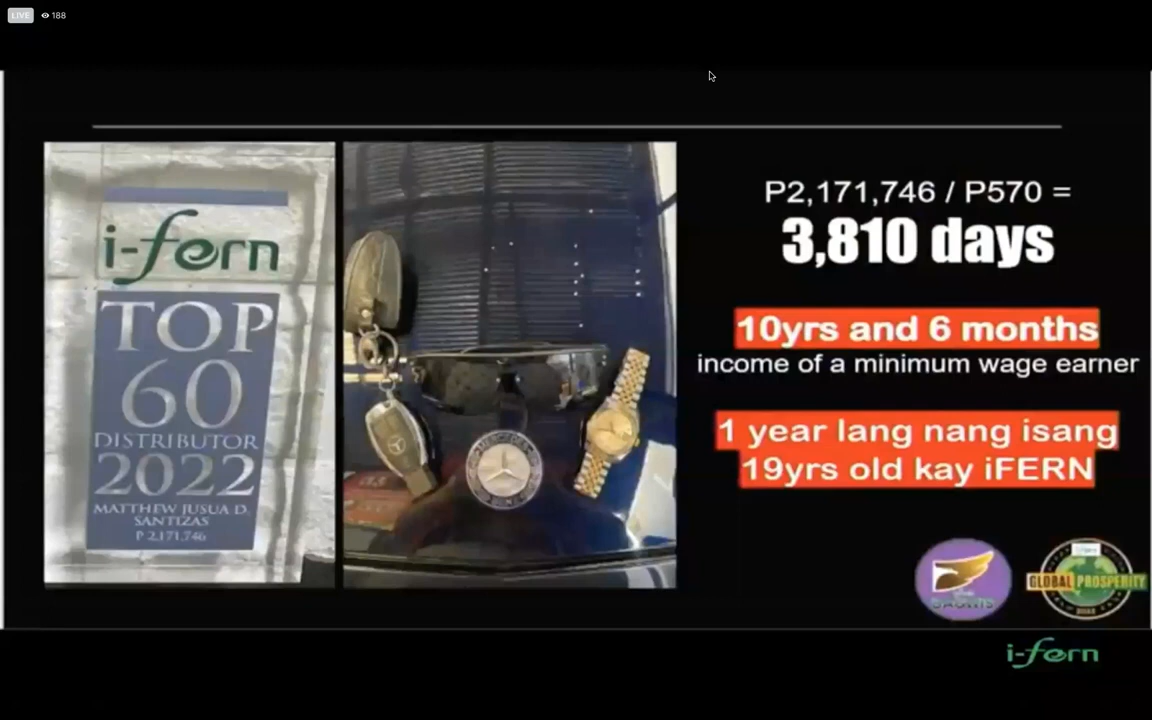 LIVE 188
i-fern
TOP
60
DISTRIBUTOR
2022
MATTHEW JUSUA D.
SANTIZAS
P 2,171,746
MERCEDES
BENZ
P2,171,746 / P570 =
3,810 days
10yrs and 6 months
income of a minimum wage earner
1 year lang nang isang
19yrs old kay iFERN
GLOBAL PROSPERITY
i-fern